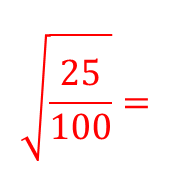 √(25/100) =